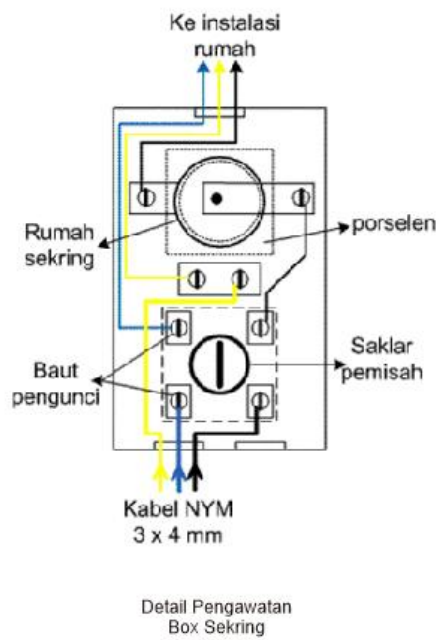 Ke instalasi
rumah
Rumah
sekring
porselen
Baut
pengunci
Saklar
pemisah
Kabel NYM
3 x 4 mm
Detail Pengawatan
Box Sekring